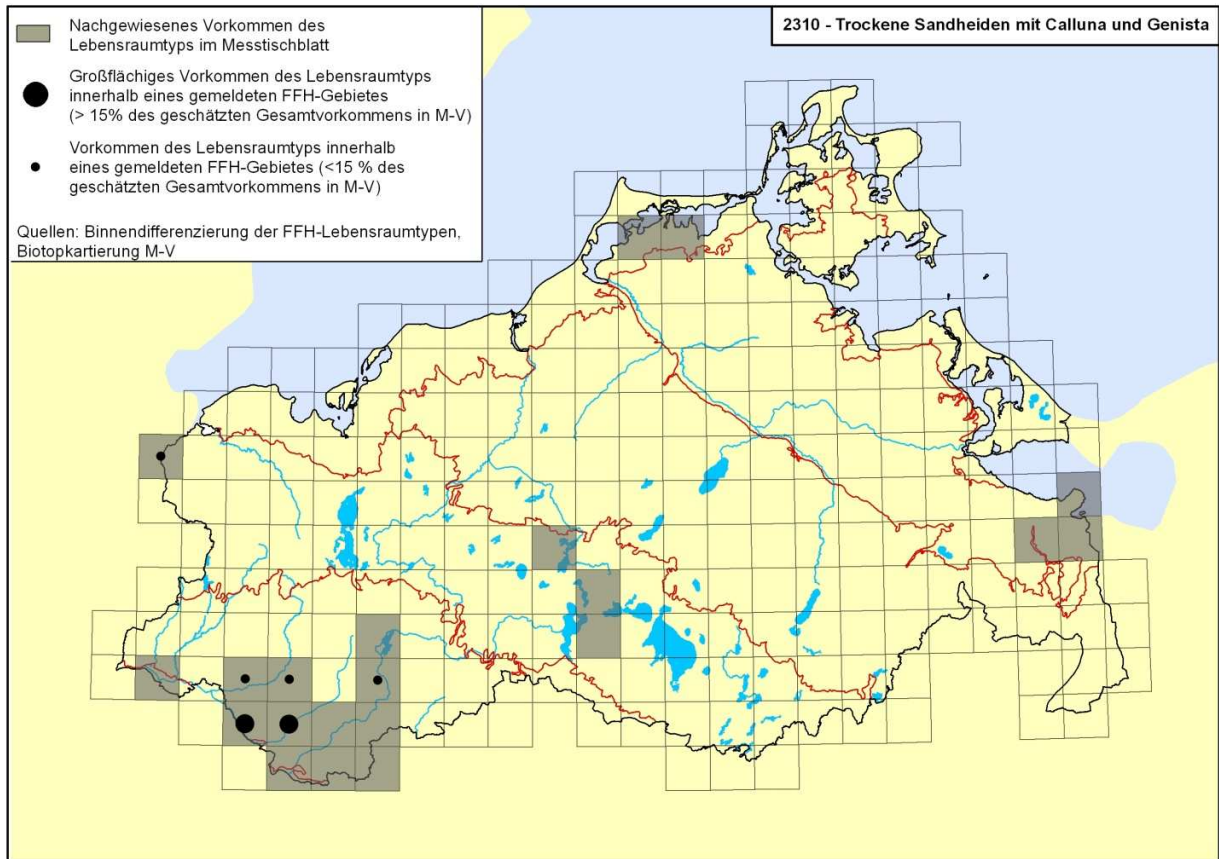 2310 - Trockene Sandheiden mit Calluna und Genista
Nachgewiesenes Vorkommen des
Lebensraumtyps im Messtischblatt
Großflächiges Vorkommen des Lebensraumtyps
innerhalb eines gemeldeten FFH-Gebietes
(> 15% des geschätzten Gesamtvorkommens in M-V)
Vorkommen des Lebensraumtyps innerhalb
eines gemeldeten FFH-Gebietes (<15 % des
geschätzten Gesamtvorkommens in M-V)
Quellen: Binnendifferenzierung der FFH-Lebensraumtypen,
Biotopkartierung M-V